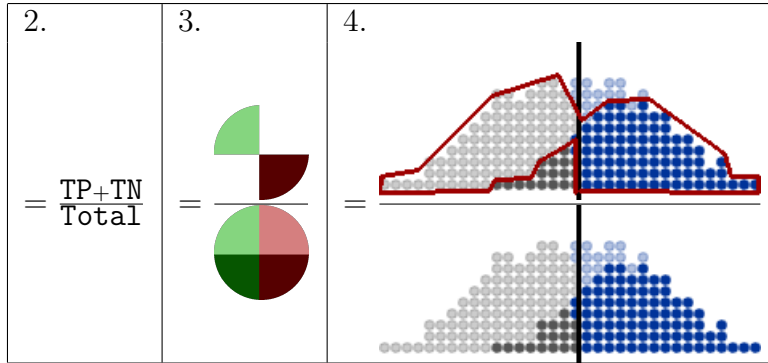 2.
3.
4.
= TP+TN
Total
=
=